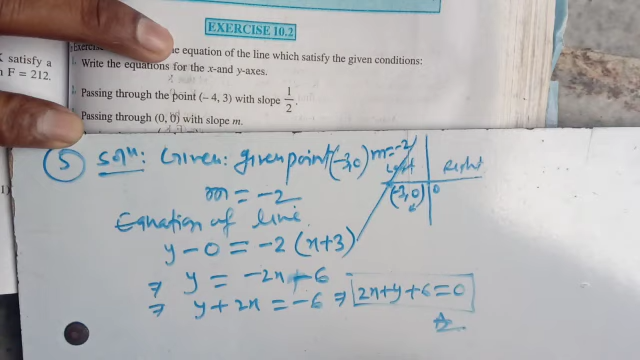 EXERCISE 10.2
the equation of the line which satisfy the given conditions:
satisfy a
F = 212.
Write the equations for the x-and y-axes.
Passing through the point (– 4, 3) with slope 1/2.
Passing through (0, 0) with slope m.
⑤ Solⁿ: Given: given point (-3,0) m=-2
Left Right
(-3,0) 0
m = -2
Equation of line
y-0 = -2 (x+3)
⇒ y = -2x-6
⇒ y+2x = -6 ⇒ 2x+y+6=0